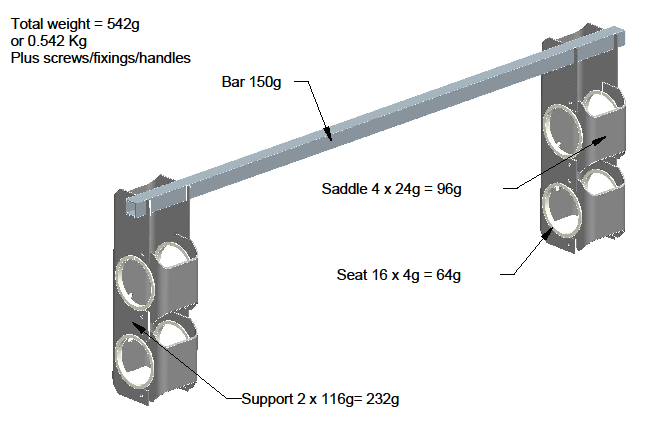 Total weight = 542g
or 0.542 Kg
Plus screws/fixings/handles
Bar 150g
Saddle 4 x 24g = 96g
Seat 16 x 4g = 64g
Support 2 x 116g= 232g